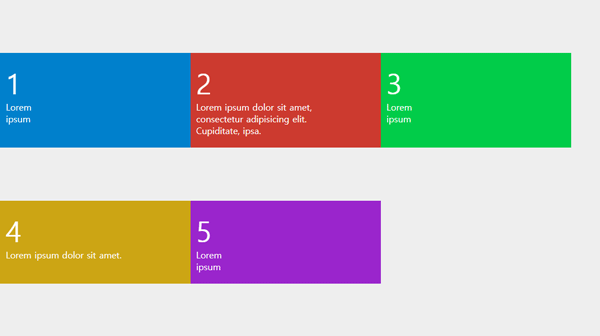 1
Lorem
ipsum
2
Lorem ipsum dolor sit amet,
consectetur adipisicing elit.
Cupiditate, ipsa.
3
Lorem
ipsum
4
Lorem ipsum dolor sit amet.
5
Lorem
ipsum